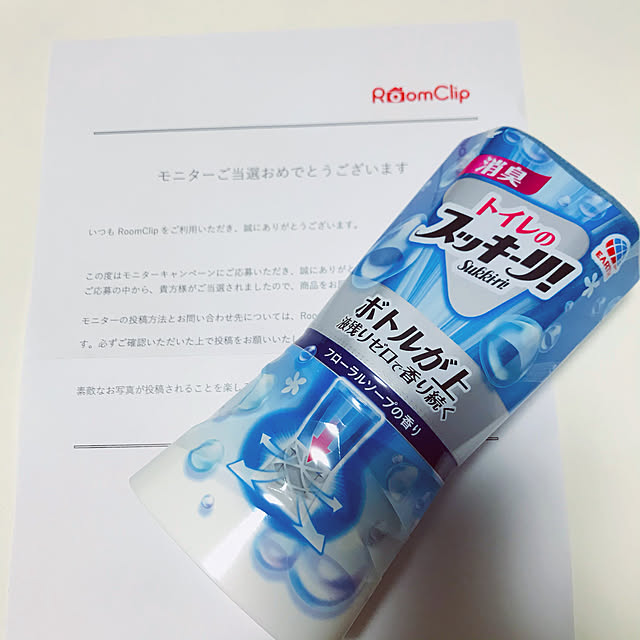 RoomClip
モニターご当選おめでとうございます
いつも RoomClip をご利用いただき、誠にありがとうございます。
この度はモニターキャンペーンにご応募いただき、誠にありが
ご応募の中から、貴方様がご当選されましたので、商品をお
モニターの投稿方法とお問い合わせ先については、Roo
す。必ずご確認いただいた上で投稿をお願いいたし
素敵なお写真が投稿されることを楽し
消臭
トイレの
スッキーリ!
Sukki-ri!
EARTH
ボトルが上
液残りゼロで香り続く
フローラルソープの香り